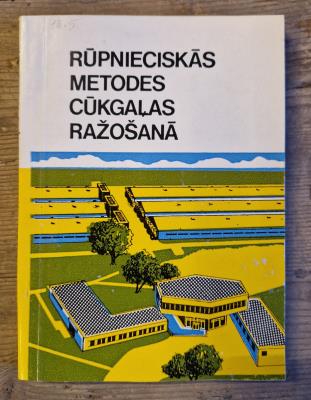 RŪPNIECISKĀS
METODES
CŪKGAĻAS
RAŽOŠANĀ